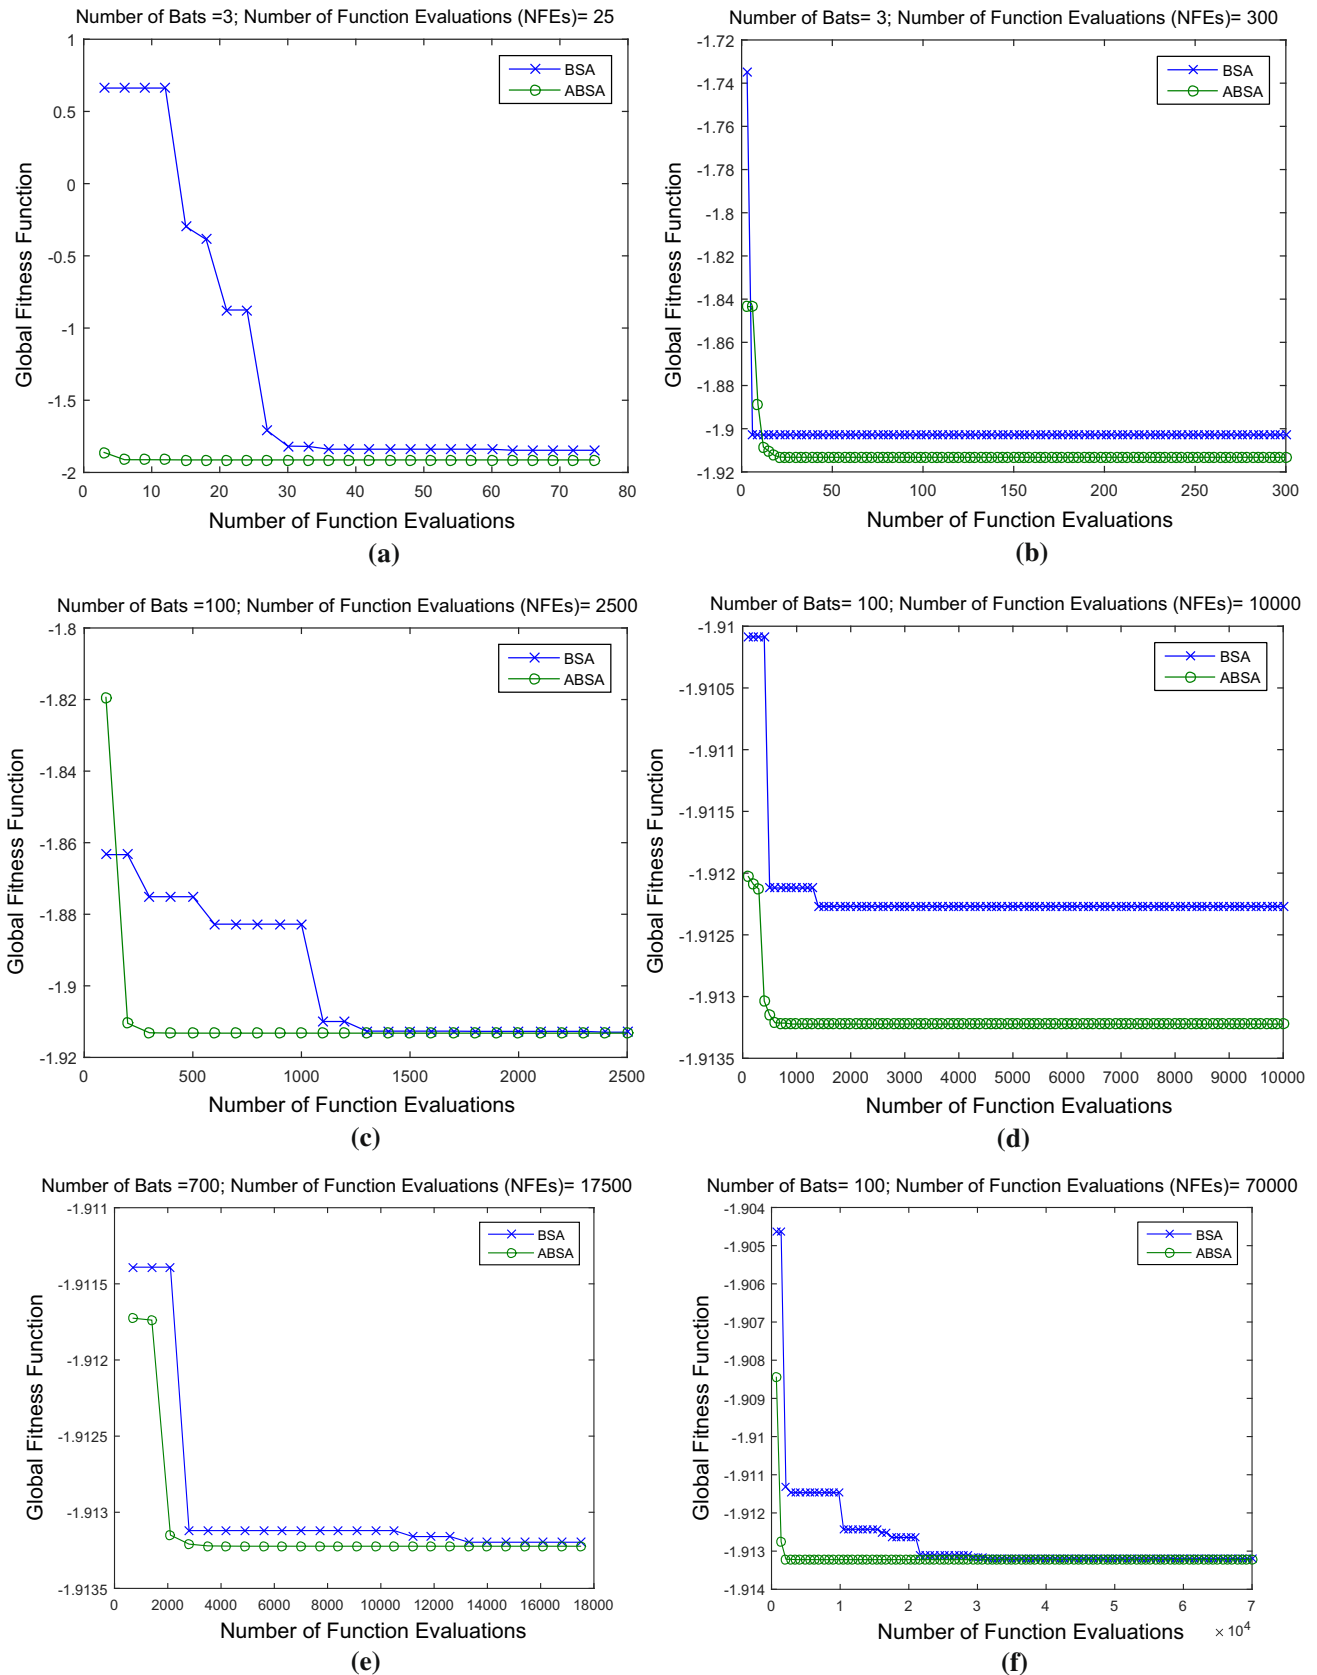 Number of Bats =3; Number of Function Evaluations (NFEs)= 25
1
0.5
0
-0.5
-1
-1.5
-2
0 10 20 30 40 50 60 70 80
Global Fitness Function
Number of Function Evaluations
BSA
ABSA
(a)
Number of Bats= 3; Number of Function Evaluations (NFEs)= 300
-1.72
-1.74
-1.76
-1.78
-1.8
-1.82
-1.84
-1.86
-1.88
-1.9
-1.92
0 50 100 150 200 250 300
Global Fitness Function
Number of Function Evaluations
BSA
ABSA
(b)
Number of Bats =100; Number of Function Evaluations (NFEs)= 2500
-1.8
-1.82
-1.84
-1.86
-1.88
-1.9
-1.92
0 500 1000 1500 2000 2500
Global Fitness Function
Number of Function Evaluations
BSA
ABSA
(c)
Number of Bats= 100; Number of Function Evaluations (NFEs)= 10000
-1.91
-1.9105
-1.911
-1.9115
-1.912
-1.9125
-1.913
-1.9135
0 1000 2000 3000 4000 5000 6000 7000 8000 9000 10000
Global Fitness Function
Number of Function Evaluations
BSA
ABSA
(d)
Number of Bats =700; Number of Function Evaluations (NFEs)= 17500
-1.911
-1.9115
-1.912
-1.9125
-1.913
-1.9135
0 2000 4000 6000 8000 10000 12000 14000 16000 18000
Global Fitness Function
Number of Function Evaluations
BSA
ABSA
(e)
Number of Bats= 100; Number of Function Evaluations (NFEs)= 70000
-1.904
-1.905
-1.906
-1.907
-1.908
-1.909
-1.91
-1.911
-1.912
-1.913
-1.914
0 1 2 3 4 5 6 7
Global Fitness Function
Number of Function Evaluations × 10⁴
BSA
ABSA
(f)